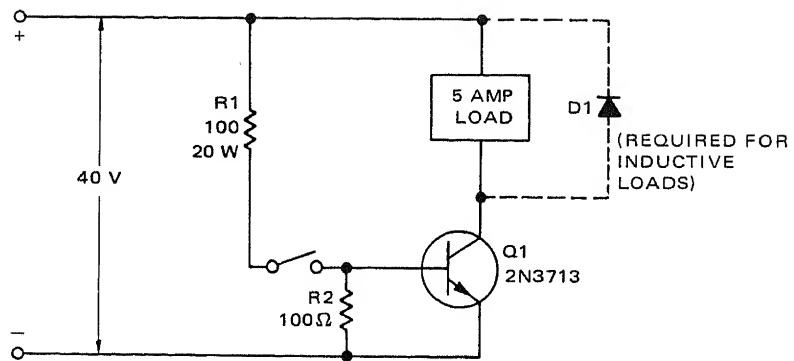 +
R1
100
20 W
5 AMP
LOAD
D1
(REQUIRED FOR
INDUCTIVE
LOADS)
40 V
Q1
2N3713
R2
100Ω
−